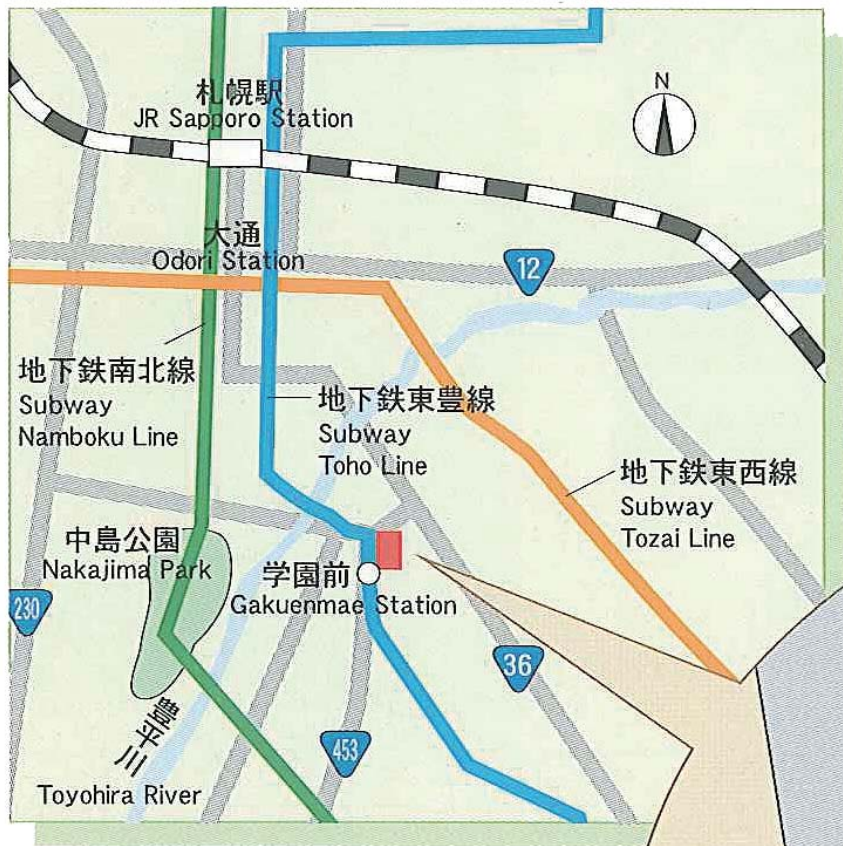 N
札幌駅
JR Sapporo Station
大通
Odori Station
12
地下鉄南北線
Subway
Namboku Line
地下鉄東豊線
Subway
Toho Line
地下鉄東西線
Subway
Tozai Line
中島公園
Nakajima Park
学園前
Gakuenmae Station
230
36
453
豊平川
Toyohira River